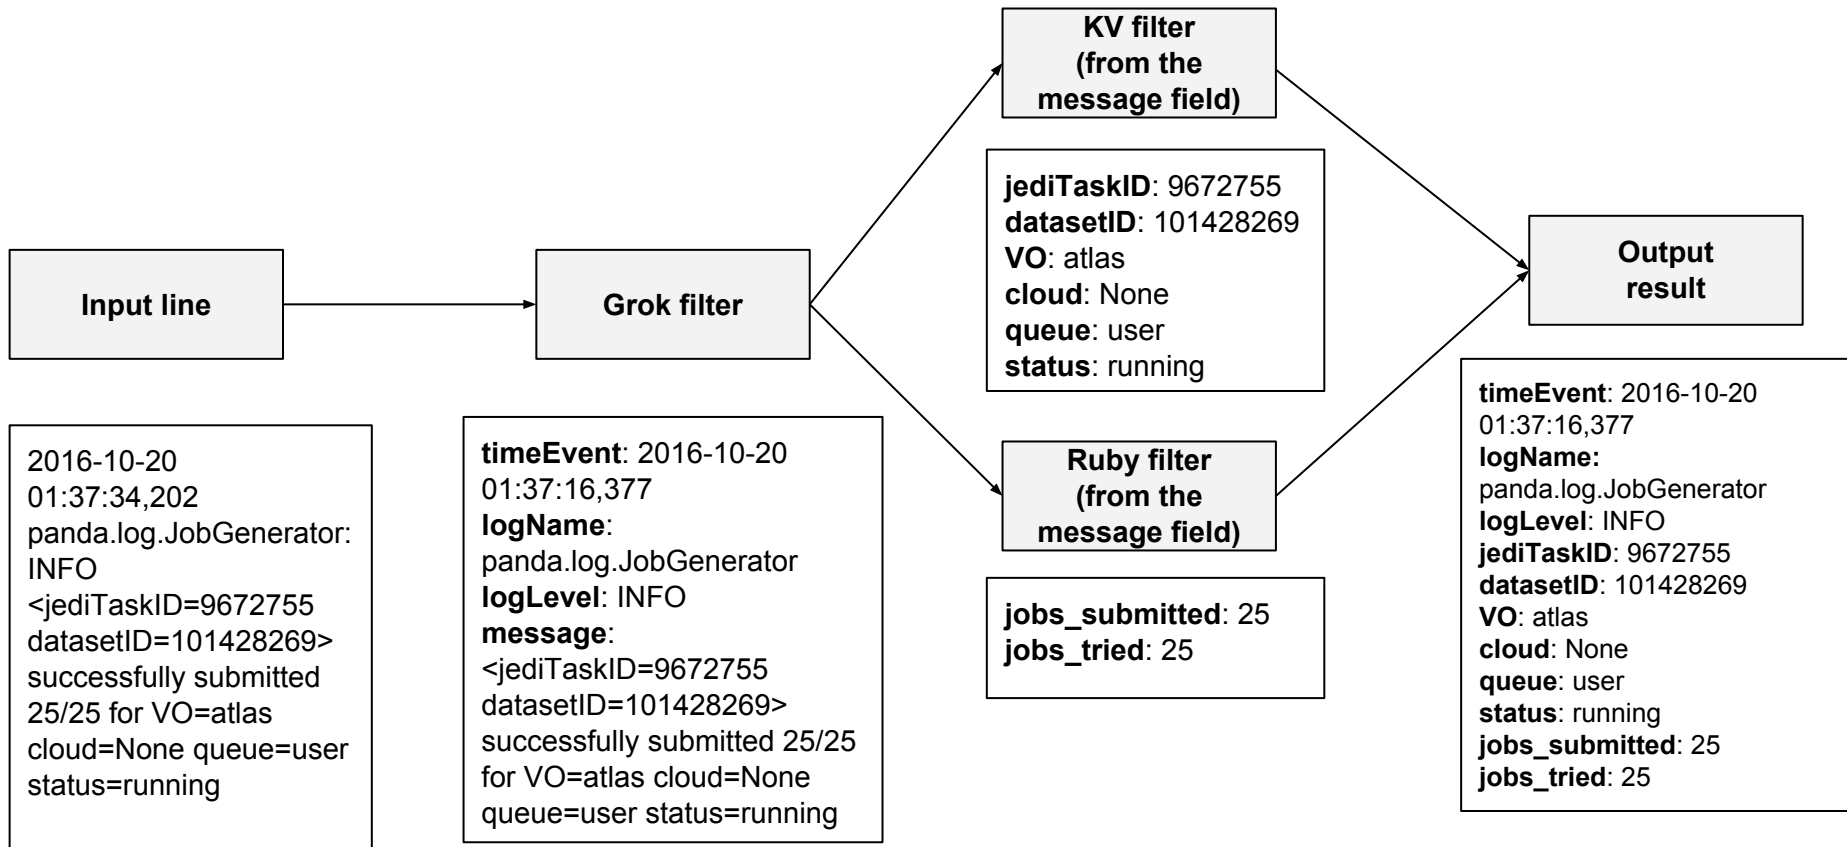 Input line
2016-10-20
01:37:34,202
panda.log.JobGenerator:
INFO
<jediTaskID=9672755
datasetID=101428269>
successfully submitted
25/25 for VO=atlas
cloud=None queue=user
status=running
Grok filter
timeEvent: 2016-10-20
01:37:16,377
logName:
panda.log.JobGenerator
logLevel: INFO
message:
<jediTaskID=9672755
datasetID=101428269>
successfully submitted 25/25
for VO=atlas cloud=None
queue=user status=running
KV filter
(from the
message field)
jediTaskID: 9672755
datasetID: 101428269
VO: atlas
cloud: None
queue: user
status: running
Ruby filter
(from the
message field)
jobs_submitted: 25
jobs_tried: 25
Output
result
timeEvent: 2016-10-20
01:37:16,377
logName:
panda.log.JobGenerator
logLevel: INFO
jediTaskID: 9672755
datasetID: 101428269
VO: atlas
cloud: None
queue: user
status: running
jobs_submitted: 25
jobs_tried: 25